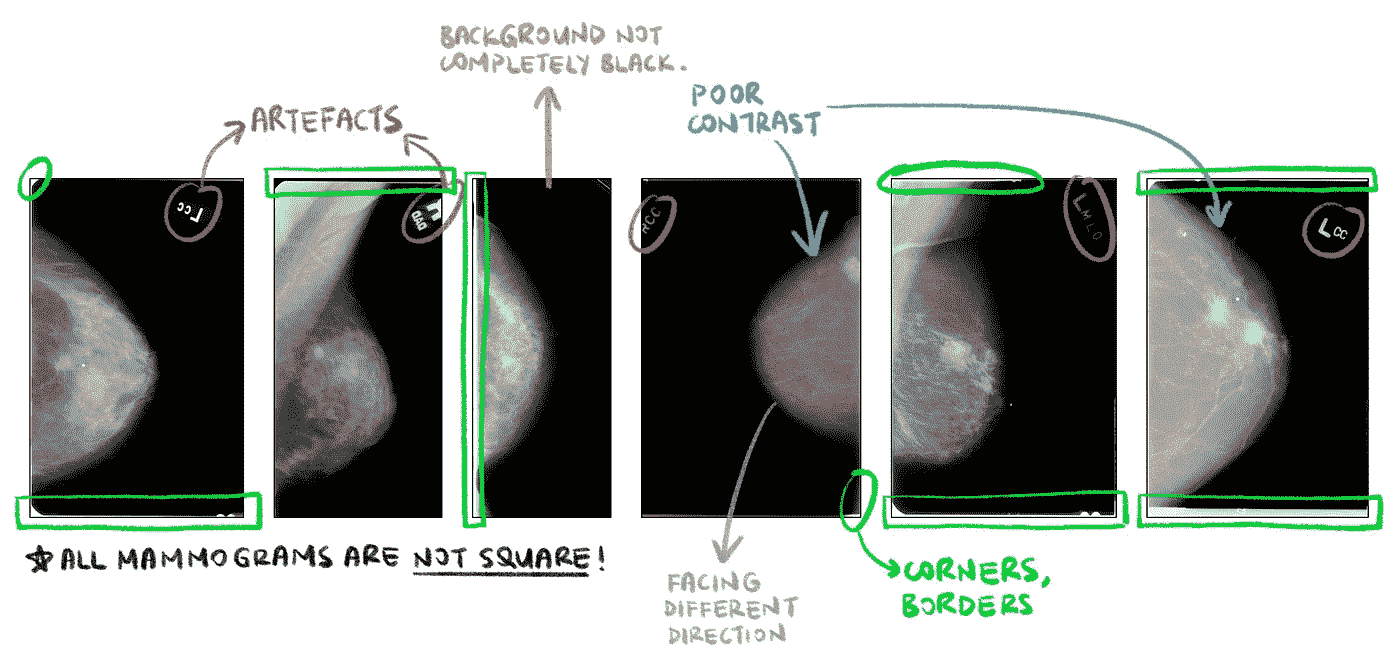 BACKGROUND NOT
COMPLETELY BLACK.
ARTEFACTS
POOR
CONTRAST
LCC
DAD
RCC
LMLO
LCC
☆ ALL MAMMOGRAMS ARE NOT SQUARE!
FACING
DIFFERENT
DIRECTION
CORNERS,
BORDERS